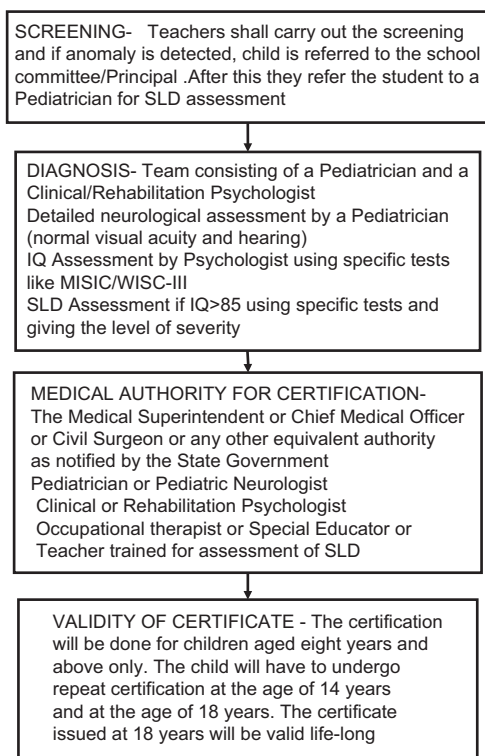 SCREENING- Teachers shall carry out the screening
and if anomaly is detected, child is referred to the school
committee/Principal .After this they refer the student to a
Pediatrician for SLD assessment
DIAGNOSIS- Team consisting of a Pediatrician and a
Clinical/Rehabilitation Psychologist
Detailed neurological assessment by a Pediatrician
(normal visual acuity and hearing)
IQ Assessment by Psychologist using specific tests
like MISIC/WISC-III
SLD Assessment if IQ>85 using specific tests and
giving the level of severity
MEDICAL AUTHORITY FOR CERTIFICATION-
The Medical Superintendent or Chief Medical Officer
or Civil Surgeon or any other equivalent authority
as notified by the State Government
Pediatrician or Pediatric Neurologist
Clinical or Rehabilitation Psychologist
Occupational therapist or Special Educator or
Teacher trained for assessment of SLD
VALIDITY OF CERTIFICATE - The certification
will be done for children aged eight years and
above only. The child will have to undergo
repeat certification at the age of 14 years
and at the age of 18 years. The certificate
issued at 18 years will be valid life-long